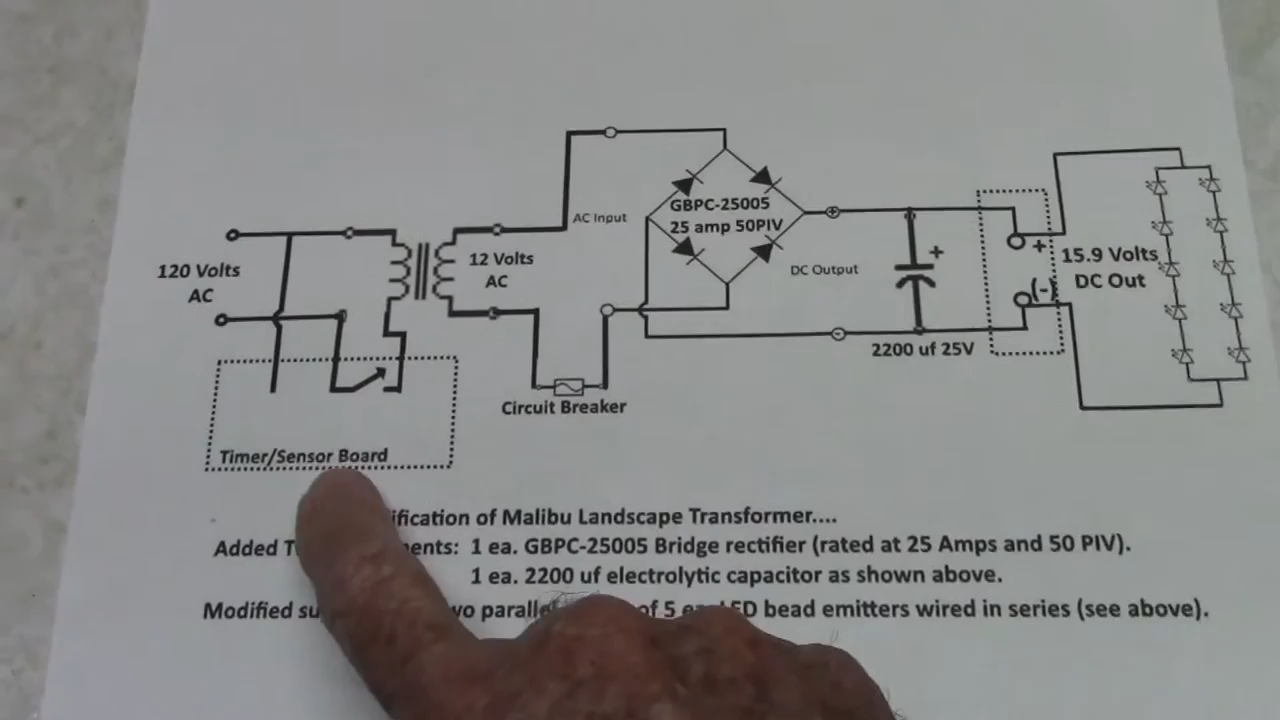 120 Volts
AC
12 Volts
AC
AC Input
GBPC-25005
25 amp 50PIV
DC Output
+
2200 uf 25V
+
(-)
15.9 Volts
DC Out
Circuit Breaker
Timer/Sensor Board
ification of Malibu Landscape Transformer....
Added T ents: 1 ea. GBPC-25005 Bridge rectifier (rated at 25 Amps and 50 PIV).
1 ea. 2200 uf electrolytic capacitor as shown above.
Modified su wo parallel of 5 ea LED bead emitters wired in series (see above).